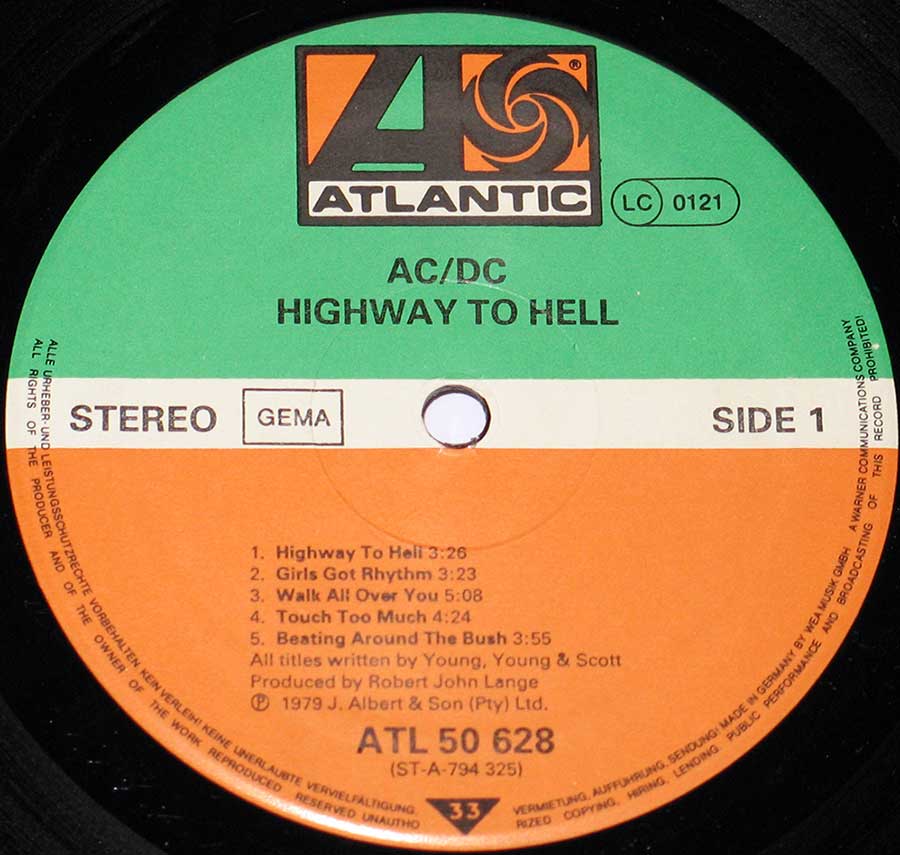 ATLANTIC
®
LC 0121
AC/DC
HIGHWAY TO HELL
STEREO GEMA SIDE 1
1. Highway To Hell 3:26
2. Girls Got Rhythm 3:23
3. Walk All Over You 5:08
4. Touch Too Much 4:24
5. Beating Around The Bush 3:55
All titles written by Young, Young & Scott
Produced by Robert John Lange
℗ 1979 J. Albert & Son (Pty) Ltd.
ATL 50 628
(ST-A-794 325)
33
ALLE URHEBER- UND LEISTUNGSSCHUTZRECHTE VORBEHALTEN KEIN VERLEIH! KEINE UNERLAUBTE VERVIELFÄLTIGUNG, VERMIETUNG, AUFFÜHRUNG, SENDUNG! MADE IN GERMANY BY WEA MUSIK GMBH A WARNER COMMUNICATIONS COMPANY
ALL RIGHTS OF THE PRODUCER AND OF THE OWNER OF THE WORK REPRODUCED RESERVED UNAUTHORIZED COPYING, HIRING, LENDING, PUBLIC PERFORMANCE AND BROADCASTING OF THIS RECORD PROHIBITED!